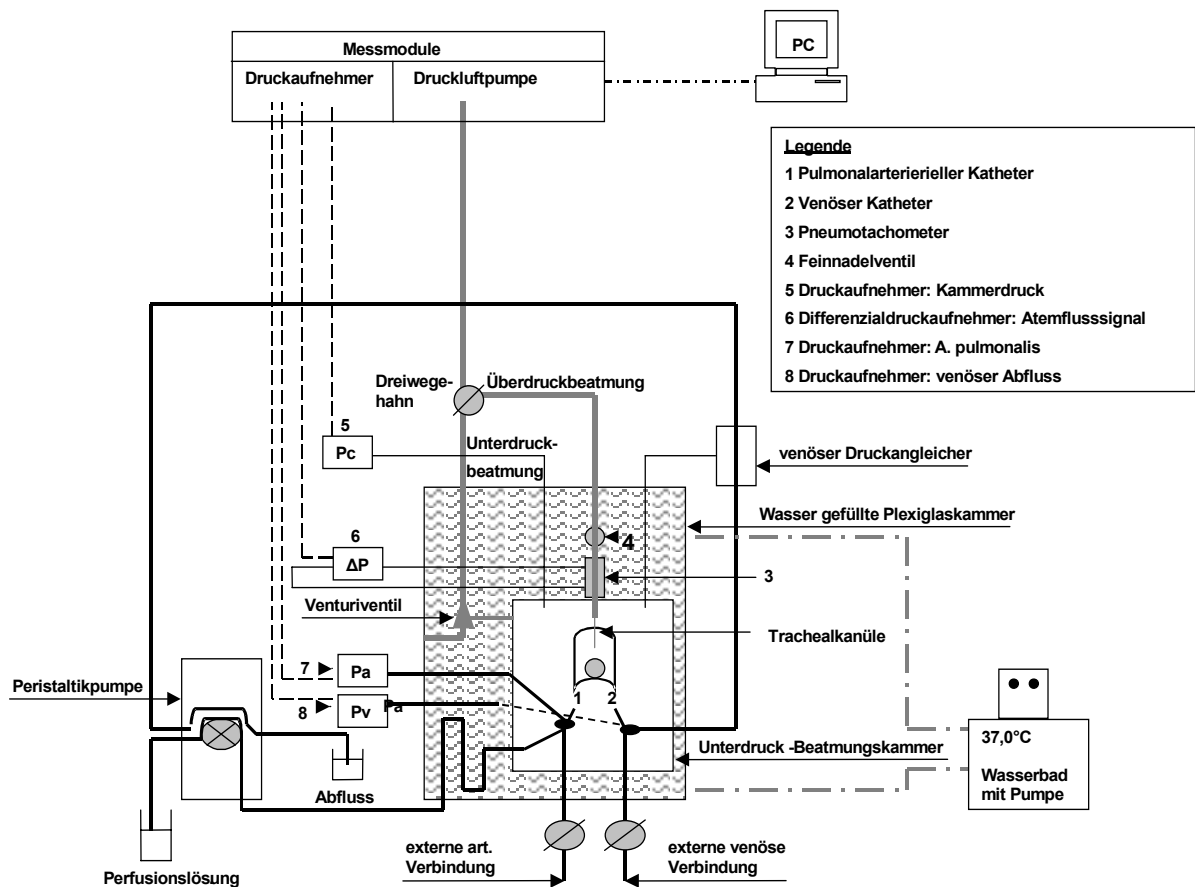 Messmodule
Druckaufnehmer
Druckluftpumpe
PC
Legende
1 Pulmonalarterierieller Katheter
2 Venöser Katheter
3 Pneumotachometer
4 Feinnadelventil
5 Druckaufnehmer: Kammerdruck
6 Differenzialdruckaufnehmer: Atemflusssignal
7 Druckaufnehmer: A. pulmonalis
8 Druckaufnehmer: venöser Abfluss
Dreiwege-
hahn
Überdruckbeatmung
5
Pc
Unterdruck-
beatmung
venöser Druckangleicher
Wasser gefüllte Plexiglaskammer
4
6
ΔP
3
Venturiventil
Trachealkanüle
7
Pa
8
Pv
Pa
1
2
Peristaltikpumpe
Abfluss
Unterdruck -Beatmungskammer
37,0°C
Wasserbad
mit Pumpe
externe art.
Verbindung
externe venöse
Verbindung
Perfusionslösung